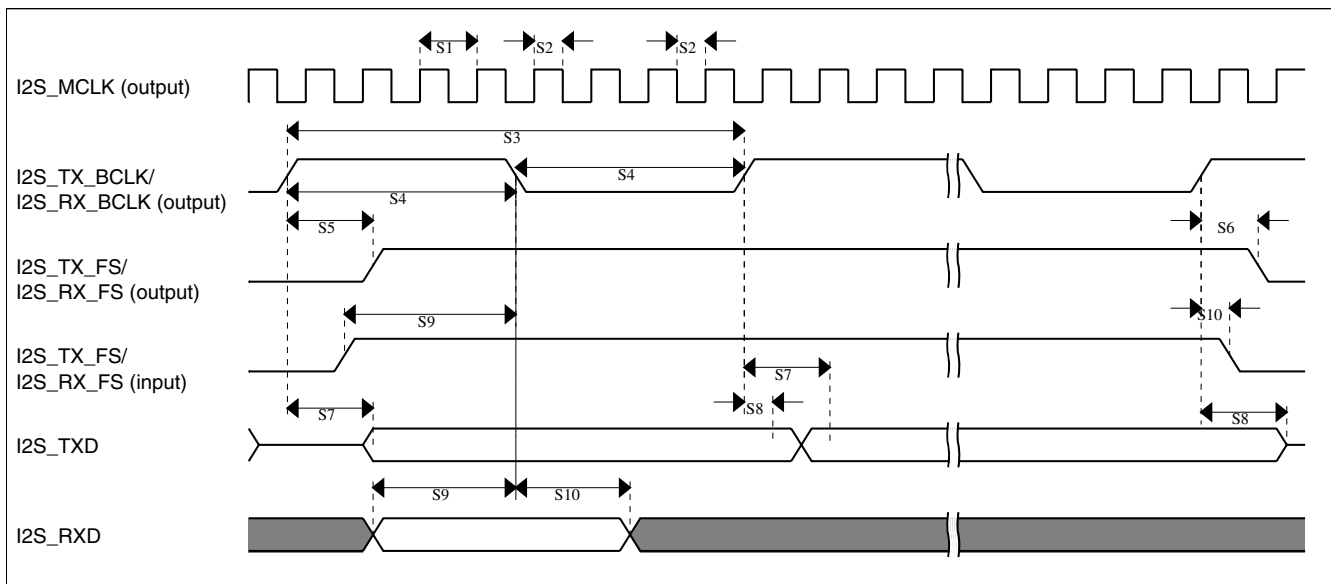 S1
S2
S2
I2S_MCLK (output)
S3
I2S_TX_BCLK/
I2S_RX_BCLK (output)
S4
S4
S5
S6
I2S_TX_FS/
I2S_RX_FS (output)
S9
S10
I2S_TX_FS/
I2S_RX_FS (input)
S7
S7
S8
S8
I2S_TXD
S9
S10
I2S_RXD